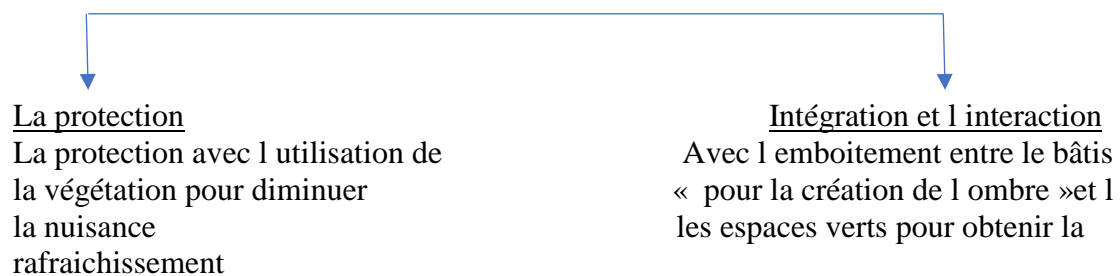 La protection
La protection avec l utilisation de
la végétation pour diminuer
la nuisance
rafraichissement
Intégration et l interaction
Avec l emboitement entre le bâtis
« pour la création de l ombre »et l
les espaces verts pour obtenir la